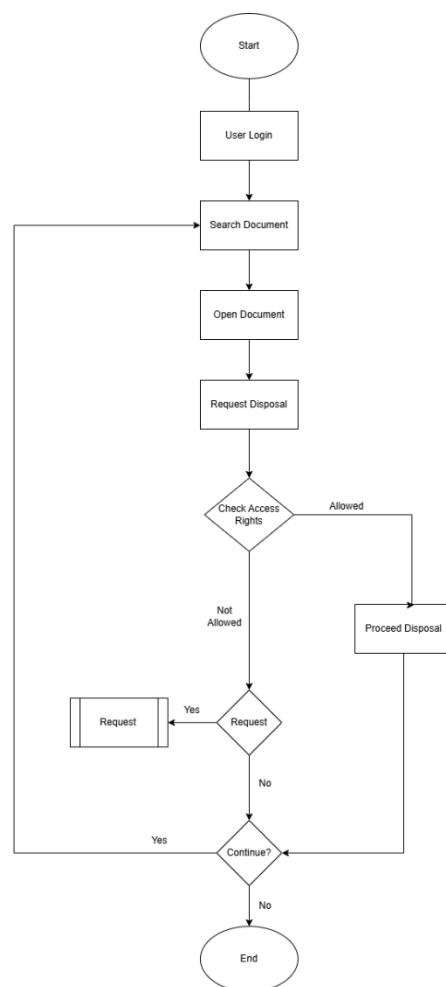 Start
User Login
Search Document
Open Document
Request Disposal
Check Access
Rights
Allowed
Not
Allowed
Proceed Disposal
Request
Yes
Request
No
Yes
Continue?
No
End